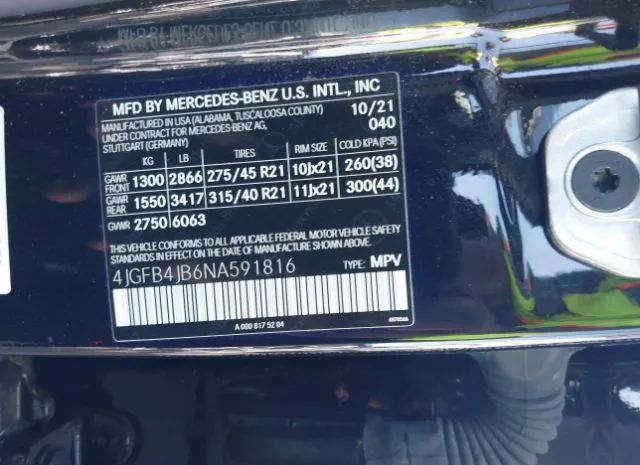 MFD BY MERCEDES-BENZ U.S. INTL., INC
MANUFACTURED IN USA (ALABAMA, TUSCALOOSA COUNTY) 10/21
UNDER CONTRACT FOR MERCEDES-BENZ AG, 040
STUTTGART (GERMANY)
KG LB TIRES RIM SIZE COLD KPA (PSI)
GAWR FRONT 1300 2866 275/45 R21 10Jx21 260(38)
GAWR REAR 1550 3417 315/40 R21 11Jx21 300(44)
GVWR 2750 6063
THIS VEHICLE CONFORMS TO ALL APPLICABLE FEDERAL MOTOR VEHICLE SAFETY
STANDARDS IN EFFECT ON THE DATE OF MANUFACTURE SHOWN ABOVE.
4JGFB4JB6NA591816 TYPE: MPV
A 000 817 52 04